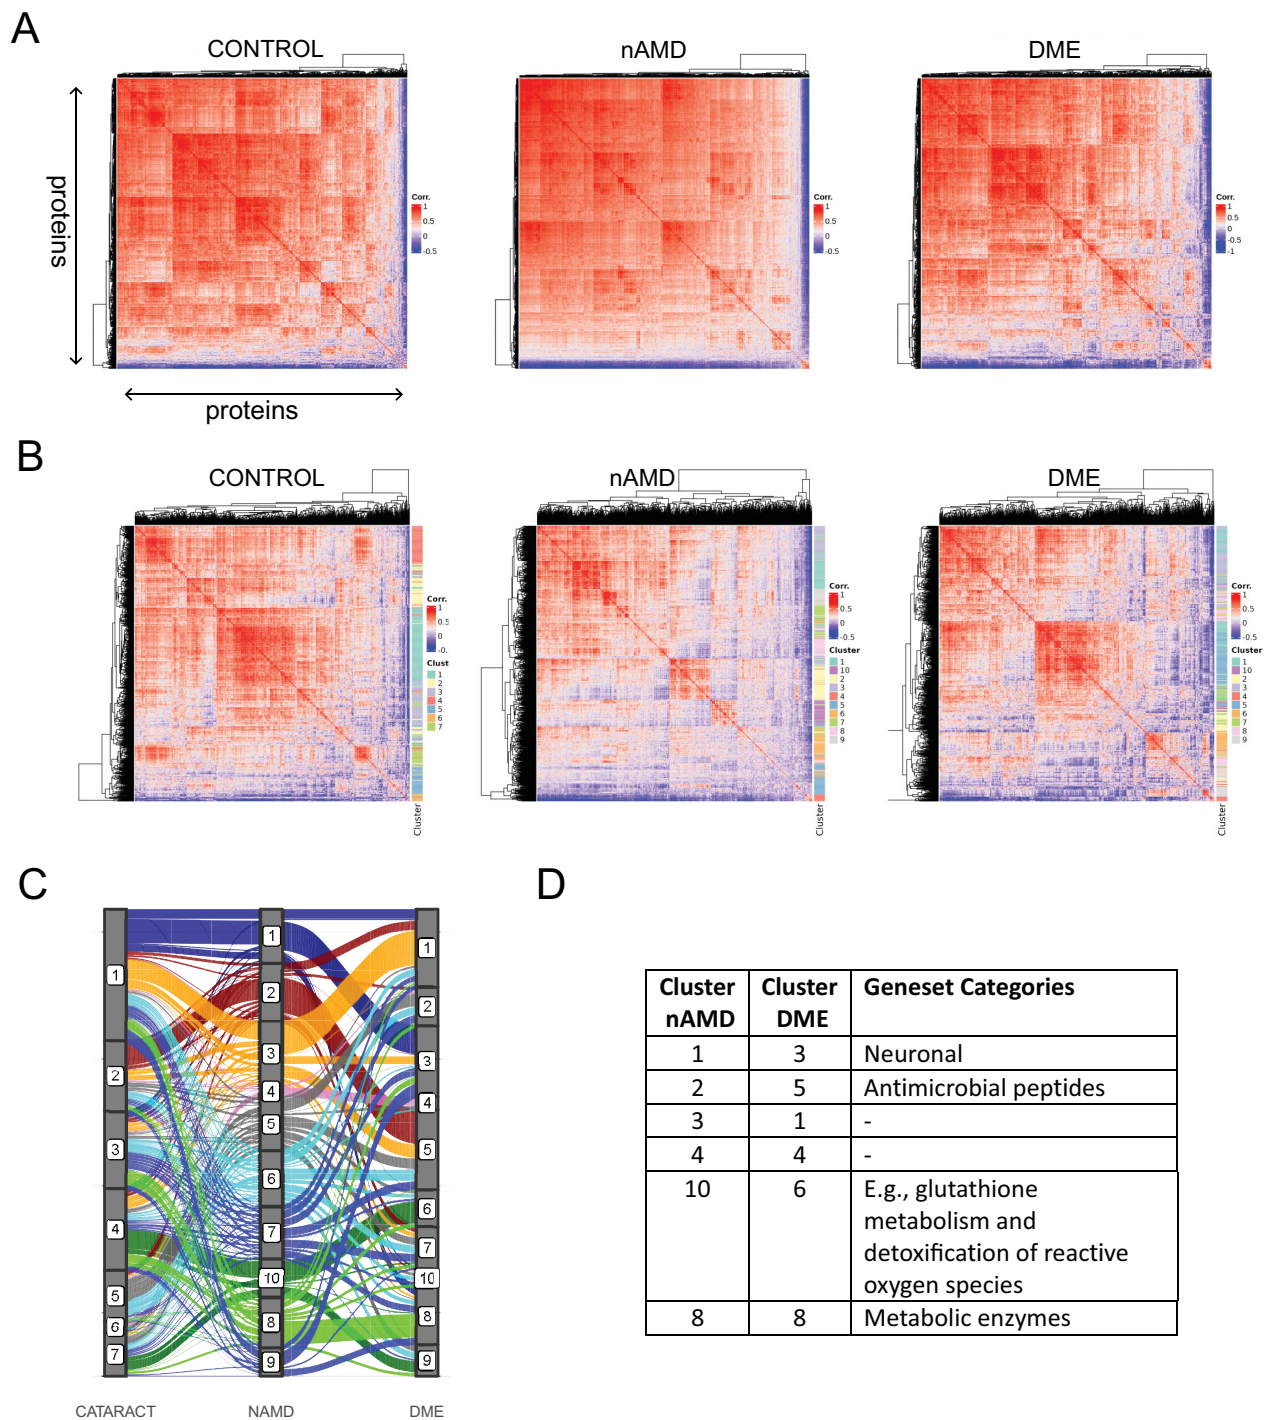 A
CONTROL
nAMD
DME
proteins
Corr.
1
0.5
0
-0.5
Corr.
1
0.5
0
-0.5
Corr.
1
0.5
0
-0.5
-1
proteins
B
CONTROL
nAMD
DME
Corr.
1
0.5
0
-0.
Clust
1
2
3
4
5
6
7
Cluster
Corr.
1
0.5
0
-0.5
Cluster
1
10
2
3
4
5
6
7
8
9
Cluster
Corr.
1
0.5
0
-0.5
Cluster
1
10
2
3
4
5
6
7
8
9
Cluster
C
1
2
3
4
5
6
7
1
2
3
4
5
6
7
10
8
9
1
2
3
4
5
6
7
10
8
9
CATARACT NAMD DME
D
Cluster Cluster Geneset Categories
nAMD DME
1 3 Neuronal
2 5 Antimicrobial peptides
3 1 -
4 4 -
10 6 E.g., glutathione
metabolism and
detoxification of reactive
oxygen species
8 8 Metabolic enzymes